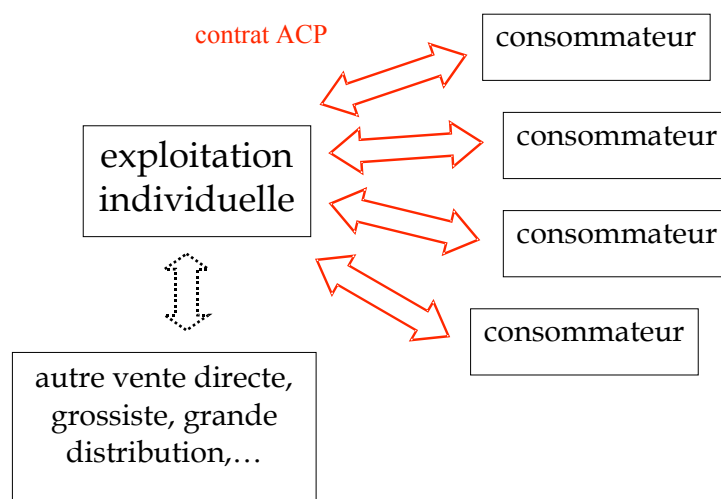 contrat ACP
consommateur
consommateur
exploitation
individuelle
consommateur
consommateur
autre vente directe,
grossiste, grande
distribution,...